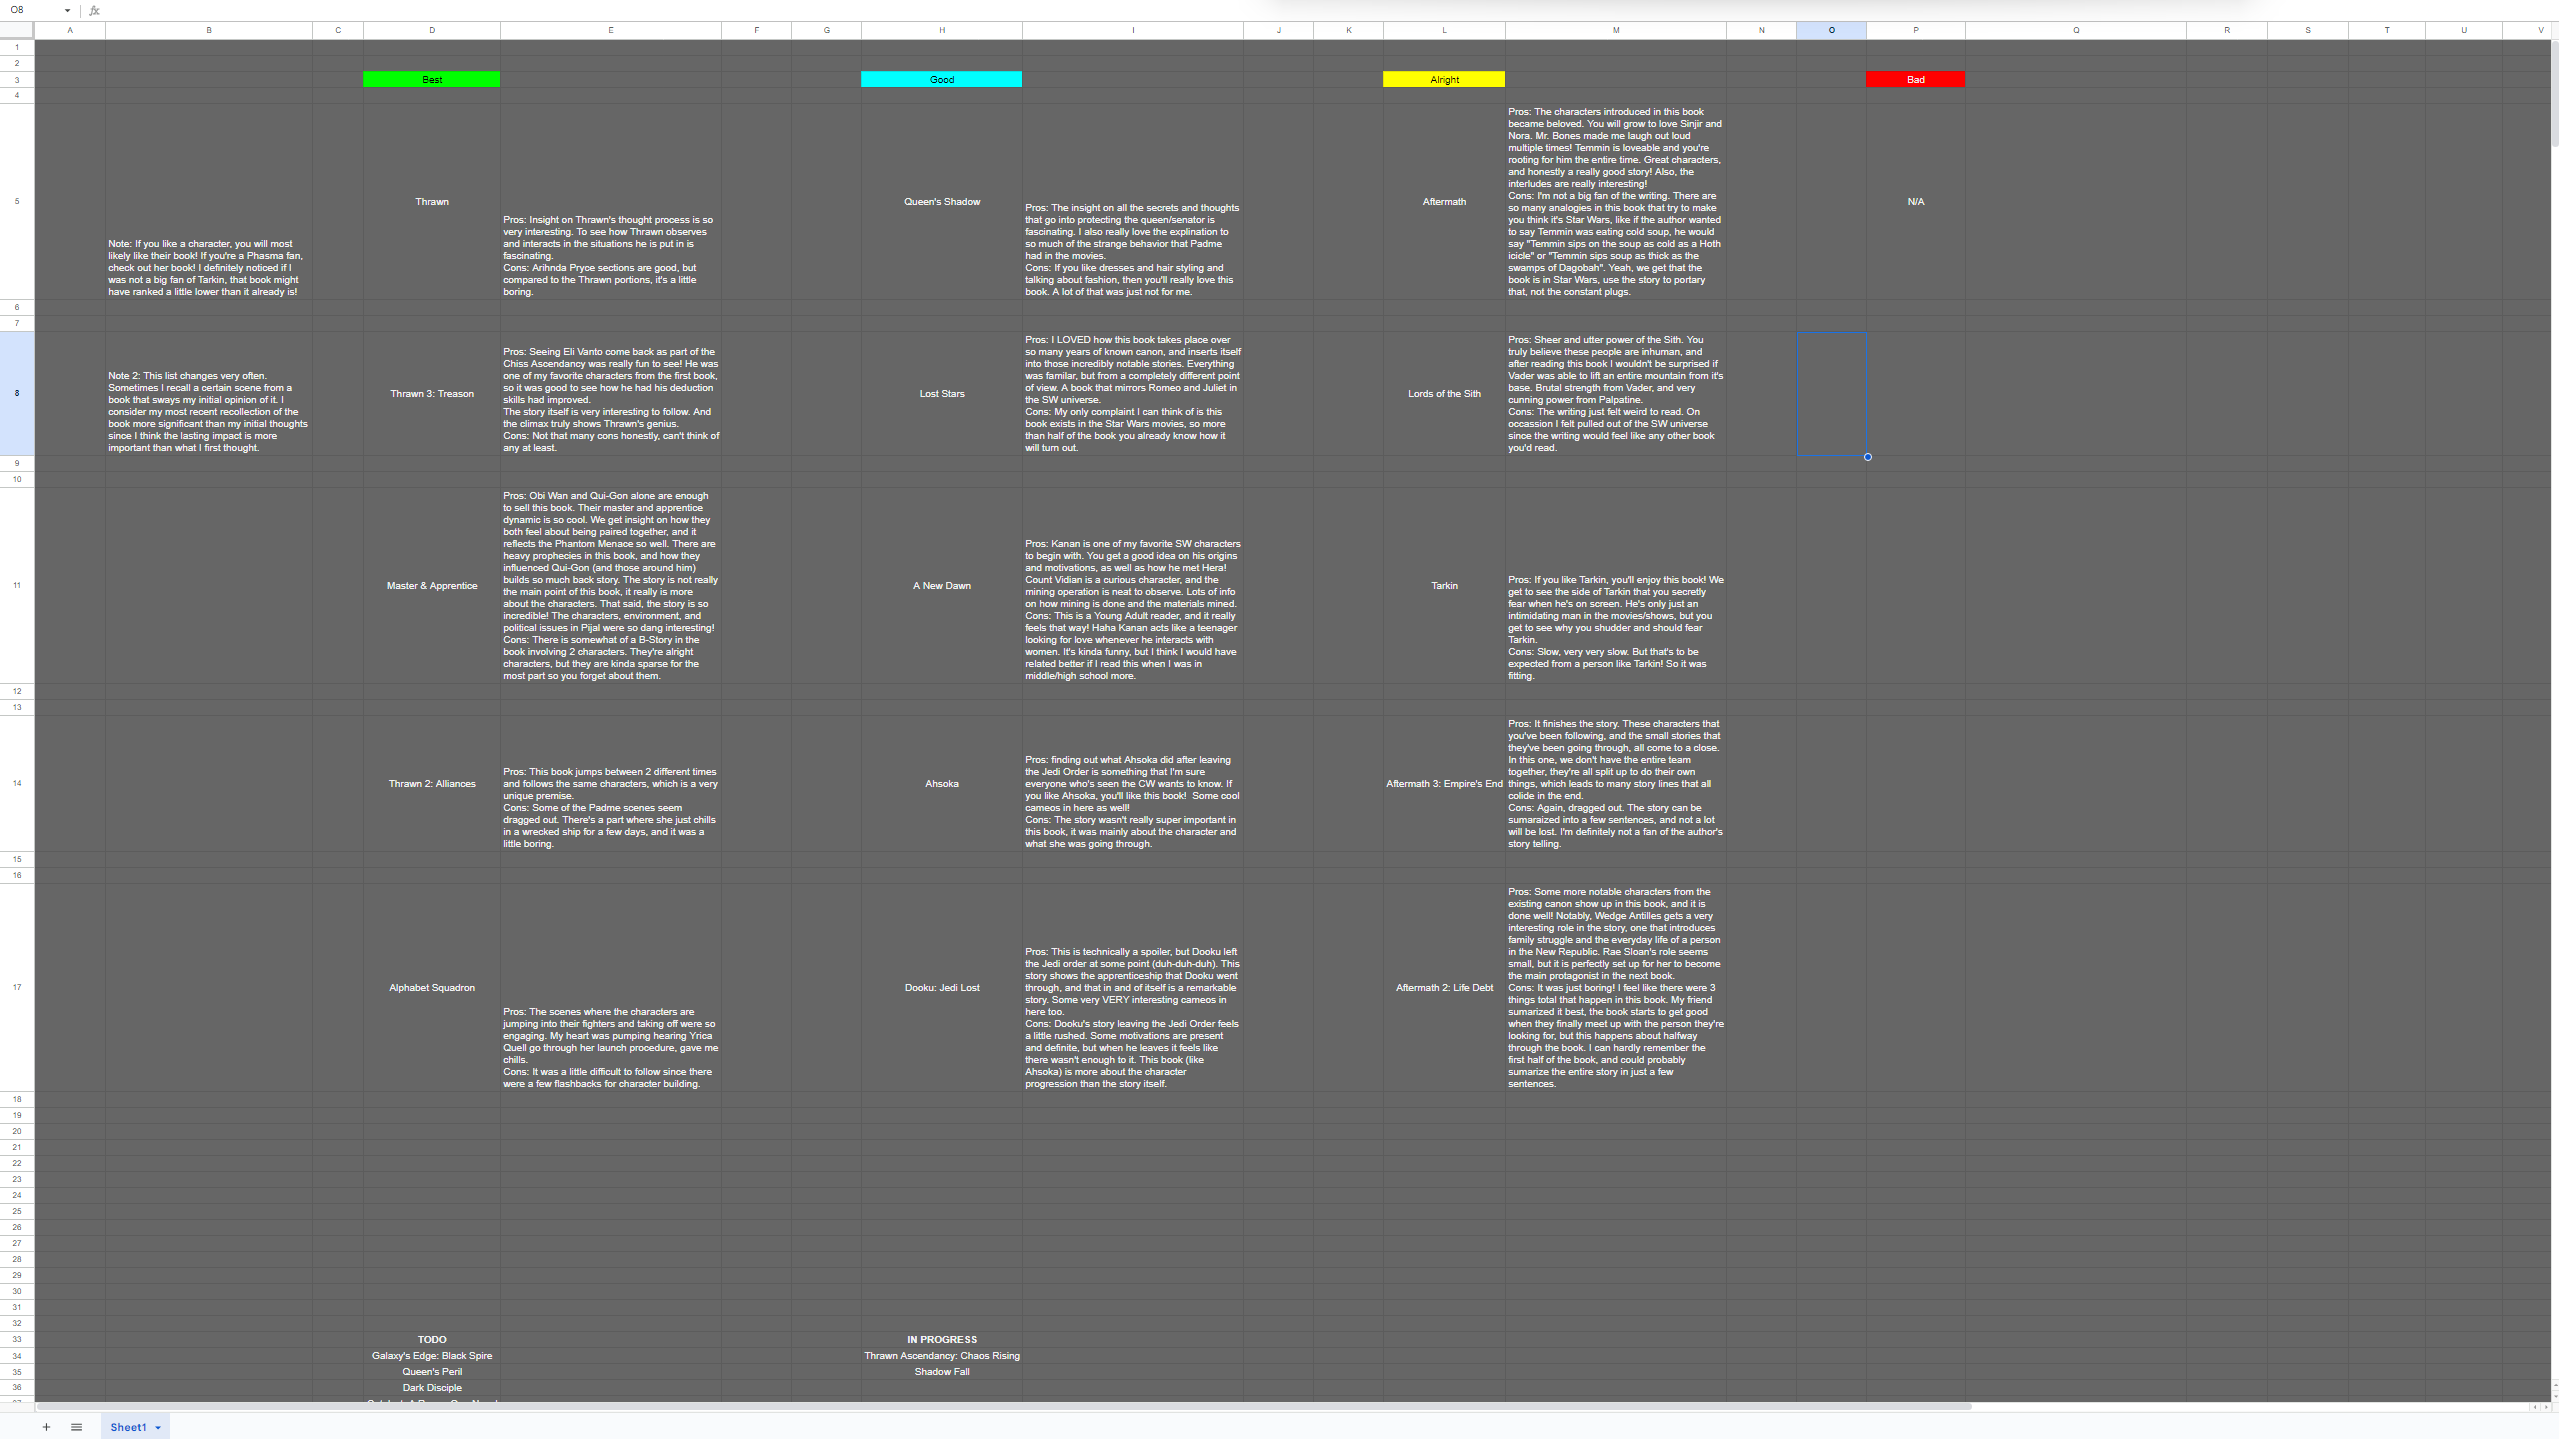 O8
fx
A B C D E F G H I J K L M N O P Q R S T U V
1
2
3
Best
Good
Alright
Bad
4
5
Note: If you like a character, you will most
likely like their book! If you're a Phasma fan,
check out her book! I definitely noticed if I
was not a big fan of Tarkin, that book might
have ranked a little lower than it already is!
Thrawn
Pros: Insight on Thrawn's thought process is so
very interesting. To see how Thrawn observes
and interacts in the situations he is put in is
fascinating.
Cons: Arihnda Pryce sections are good, but
compared to the Thrawn portions, it's a little
boring.
Queen's Shadow
Pros: The insight on all the secrets and thoughts
that go into protecting the queen/senator is
fascinating. I also really love the explination to
so much of the strange behavior that Padme
had in the movies.
Cons: If you like dresses and hair styling and
talking about fashion, then you'll really love this
book. A lot of that was just not for me.
Aftermath
Pros: The characters introduced in this book
became beloved. You will grow to love Sinjir and
Nora. Mr. Bones made me laugh out loud
multiple times! Temmin is loveable and you're
rooting for him the entire time. Great characters,
and honestly a really good story! Also, the
interludes are really interesting!
Cons: I'm not a big fan of the writing. There are
so many analogies in this book that try to make
you think it's Star Wars, like if the author wanted
to say Temmin was eating cold soup, he would
say "Temmin sips on the soup as cold as a Hoth
icicle" or "Temmin sips soup as thick as the
swamps of Dagobah". Yeah, we get that the
book is in Star Wars, use the story to portary
that, not the constant plugs.
N/A
6
7
8
Note 2: This list changes very often.
Sometimes I recall a certain scene from a
book that sways my initial opinion of it. I
consider my most recent recollection of the
book more significant than my initial thoughts
since I think the lasting impact is more
important than what I first thought.
Thrawn 3: Treason
Pros: Seeing Eli Vanto come back as part of the
Chiss Ascendancy was really fun to see! He was
one of my favorite characters from the first book,
so it was good to see how he had his deduction
skills had improved.
The story itself is very interesting to follow. And
the climax truly shows Thrawn's genius.
Cons: Not that many cons honestly, can't think of
any at least.
Lost Stars
Pros: I LOVED how this book takes place over
so many years of known canon, and inserts itself
into those incredibly notable stories. Everything
was familar, but from a completely different point
of view. A book that mirrors Romeo and Juliet in
the SW universe.
Cons: My only complaint I can think of is this
book exists in the Star Wars movies, so more
than half of the book you already know how it
will turn out.
Lords of the Sith
Pros: Sheer and utter power of the Sith. You
truly believe these people are inhuman, and
after reading this book I wouldn't be surprised if
Vader was able to lift an entire mountain from it's
base. Brutal strength from Vader, and very
cunning power from Palpatine.
Cons: The writing just felt weird to read. On
occassion I felt pulled out of the SW universe
since the writing would feel like any other book
you'd read.
9
10
11
Master & Apprentice
Pros: Obi Wan and Qui-Gon alone are enough
to sell this book. Their master and apprentice
dynamic is so cool. We get insight on how they
both feel about being paired together, and it
reflects the Phantom Menace so well. There are
heavy prophecies in this book, and how they
influenced Qui-Gon (and those around him)
builds so much back story. The story is not really
the main point of this book, it really is more
about the characters. That said, the story is so
incredible! The characters, environment, and
political issues in Pijal were so dang interesting!
Cons: There is somewhat of a B-Story in the
book involving 2 characters. They're alright
characters, but they are kinda sparse for the
most part so you forget about them.
A New Dawn
Pros: Kanan is one of my favorite SW characters
to begin with. You get a good idea on his origins
and motivations, as well as how he met Hera!
Count Vidian is a curious character, and the
mining operation is neat to observe. Lots of info
on how mining is done and the materials mined.
Cons: This is a Young Adult reader, and it really
feels that way! Haha Kanan acts like a teenager
looking for love whenever he interacts with
women. It's kinda funny, but I think I would have
related better if I read this when I was in
middle/high school more.
Tarkin
Pros: If you like Tarkin, you'll enjoy this book! We
get to see the side of Tarkin that you secretly
fear when he's on screen. He's only just an
intimidating man in the movies/shows, but you
get to see why you shudder and should fear
Tarkin.
Cons: Slow, very very slow. But that's to be
expected from a person like Tarkin! So it was
fitting.
12
13
14
Thrawn 2: Alliances
Pros: This book jumps between 2 different times
and follows the same characters, which is a very
unique premise.
Cons: Some of the Padme scenes seem
dragged out. There's a part where she just chills
in a wrecked ship for a few days, and it was a
little boring.
Ahsoka
Pros: finding out what Ahsoka did after leaving
the Jedi Order is something that I'm sure
everyone who's seen the CW wants to know. If
you like Ahsoka, you'll like this book! Some cool
cameos in here as well!
Cons: The story wasn't really super important in
this book, it was mainly about the character and
what she was going through.
Aftermath 3: Empire's End
Pros: It finishes the story. These characters that
you've been following, and the small stories that
they've been going through, all come to a close.
In this one, we don't have the entire team
together, they're all split up to do their own
things, which leads to many story lines that all
colide in the end.
Cons: Again, dragged out. The story can be
sumaraized into a few sentences, and not a lot
will be lost. I'm definitely not a fan of the author's
story telling.
15
16
17
Alphabet Squadron
Pros: The scenes where the characters are
jumping into their fighters and taking off were so
engaging. My heart was pumping hearing Yrica
Quell go through her launch procedure, gave me
chills.
Cons: It was a little difficult to follow since there
were a few flashbacks for character building.
Dooku: Jedi Lost
Pros: This is technically a spoiler, but Dooku left
the Jedi order at some point (duh-duh-duh). This
story shows the apprenticeship that Dooku went
through, and that in and of itself is a remarkable
story. Some very VERY interesting cameos in
here too.
Cons: Dooku's story leaving the Jedi Order feels
a little rushed. Some motivations are present
and definite, but when he leaves it feels like
there wasn't enough to it. This book (like
Ahsoka) is more about the character
progression than the story itself.
Aftermath 2: Life Debt
Pros: Some more notable characters from the
existing canon show up in this book, and it is
done well! Notably, Wedge Antilles gets a very
interesting role in the story, one that introduces
family struggle and the everyday life of a person
in the New Republic. Rae Sloan's role seems
small, but it is perfectly set up for her to become
the main protagonist in the next book.
Cons: It was just boring! I feel like there were 3
things total that happen in this book. My friend
sumarized it best, the book starts to get good
when they finally meet up with the person they're
looking for, but this happens about halfway
through the book. I can hardly remember the
first half of the book, and could probably
sumarize the entire story in just a few
sentences.
18
19
20
21
22
23
24
25
26
27
28
29
30
31
32
33
TODO
IN PROGRESS
34
Galaxy's Edge: Black Spire
Thrawn Ascendancy: Chaos Rising
35
Queen's Peril
Shadow Fall
36
Dark Disciple
Sheet1